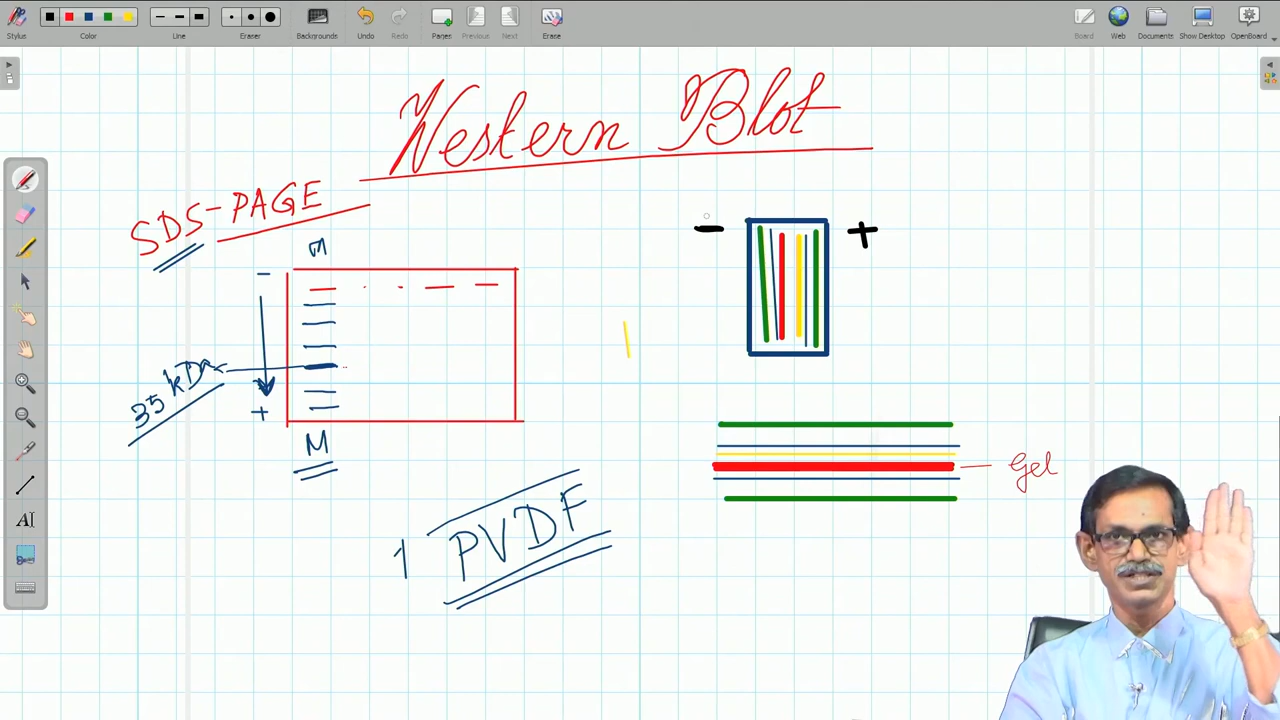 Stylus
Color
Line
Eraser
Backgrounds
Undo
Redo
Pages
Previous
Next
Erase
Board
Web
Documents
Show Desktop
OpenBoard
Western Blot
SDS-PAGE
M
-
- +
35 kDa
+
M
Gel
1 PVDF